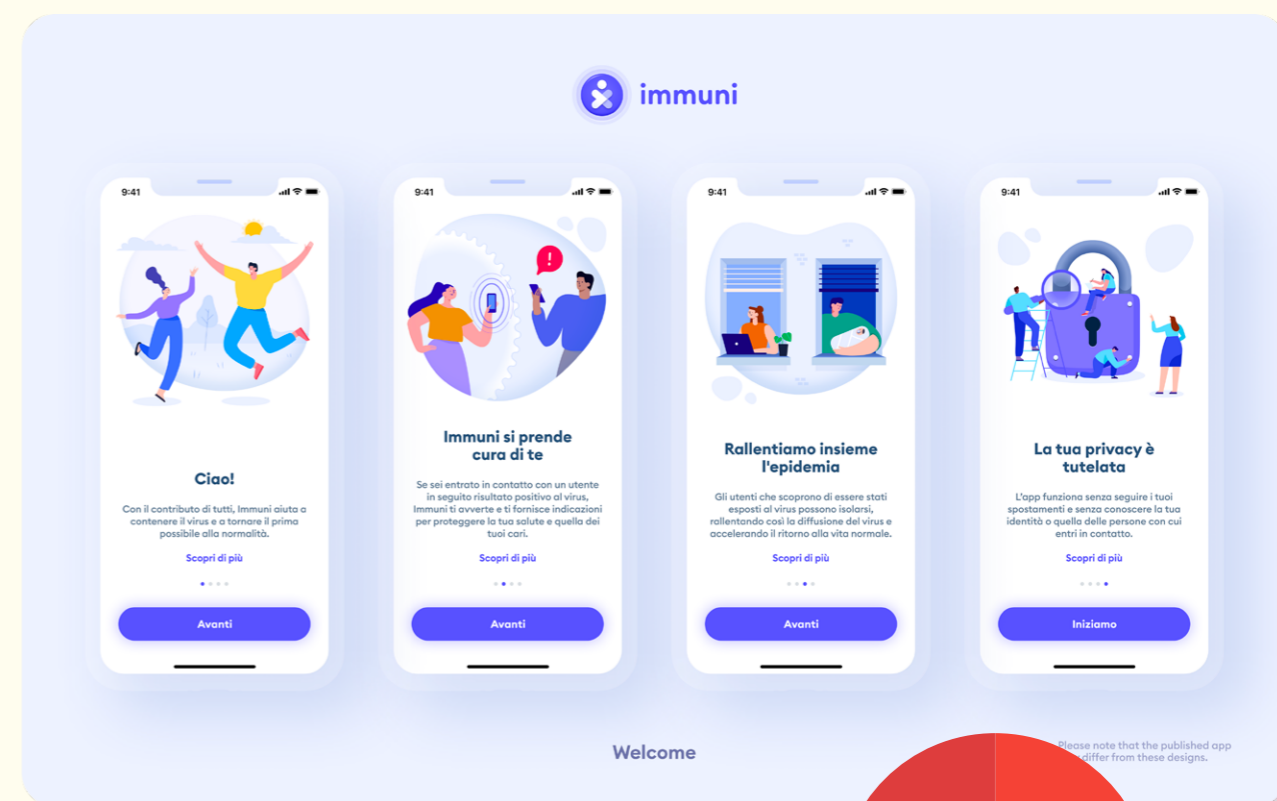 immuni
9:41
Ciao!
Con il contributo di tutti, Immuni aiuta a
contenere il virus e a tornare il prima
possibile alla normalità.
Scopri di più
Avanti
9:41
!
Immuni si prende
cura di te
Se sei entrato in contatto con un utente
in seguito risultato positivo al virus,
Immuni ti avverte e ti fornisce indicazioni
per proteggere la tua salute e quella dei
tuoi cari.
Scopri di più
Avanti
9:41
Rallentiamo insieme
l'epidemia
Gli utenti che scoprono di essere stati
esposti al virus possono isolarsi,
rallentando così la diffusione del virus e
accelerando il ritorno alla vita normale.
Scopri di più
Avanti
9:41
La tua privacy è
tutelata
L'app funziona senza seguire i tuoi
spostamenti e senza conoscere la tua
identità o quella delle persone con cui
entri in contatto.
Scopri di più
Iniziamo
Welcome
Please note that the published app
differ from these designs.